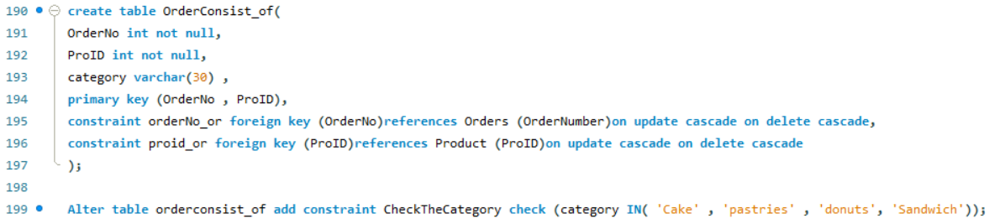 190 create table OrderConsist_of(
191 OrderNo int not null,
192 ProID int not null,
193 category varchar(30) ,
194 primary key (OrderNo , ProID),
195 constraint orderNo_or foreign key (OrderNo)references Orders (OrderNumber)on update cascade on delete cascade,
196 constraint proid_or foreign key (ProID)references Product (ProID)on update cascade on delete cascade
197 );
198
199 Alter table orderconsist_of add constraint CheckTheCategory check (category IN( 'Cake' , 'pastries' , 'donuts', 'Sandwich'));